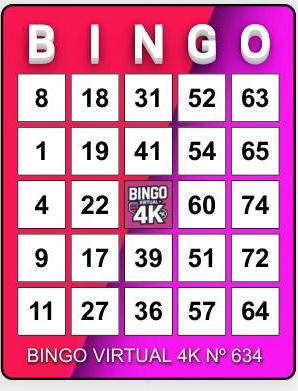 B I N G O
8 18 31 52 63
1 19 41 54 65
4 22 BINGO VIRTUAL 4K 60 74
9 17 39 51 72
11 27 36 57 64
BINGO VIRTUAL 4K Nº 634